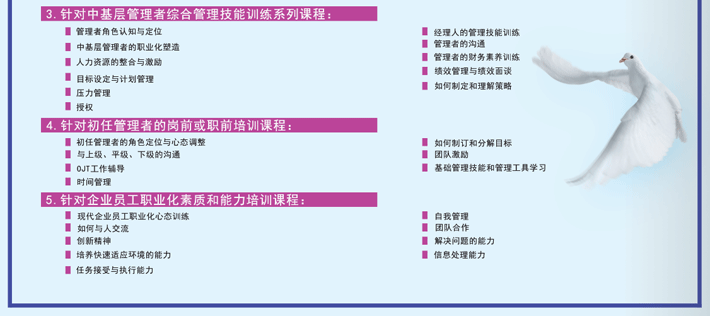 3.针对中基层管理者综合管理技能训练系列课程：
管理者角色认知与定位
中基层管理者的职业化塑造
人力资源的整合与激励
目标设定与计划管理
压力管理
授权
经理人的管理技能训练
管理者的沟通
管理者的财务素养训练
绩效管理与绩效面谈
如何制定和理解策略
4.针对初任管理者的岗前或职前培训课程：
初任管理者的角色定位与心态调整
与上级、平级、下级的沟通
OJT工作辅导
时间管理
如何制订和分解目标
团队激励
基础管理技能和管理工具学习
5.针对企业员工职业化素质和能力培训课程：
现代企业员工职业化心态训练
如何与人交流
创新精神
培养快速适应环境的能力
任务接受与执行能力
自我管理
团队合作
解决问题的能力
信息处理能力